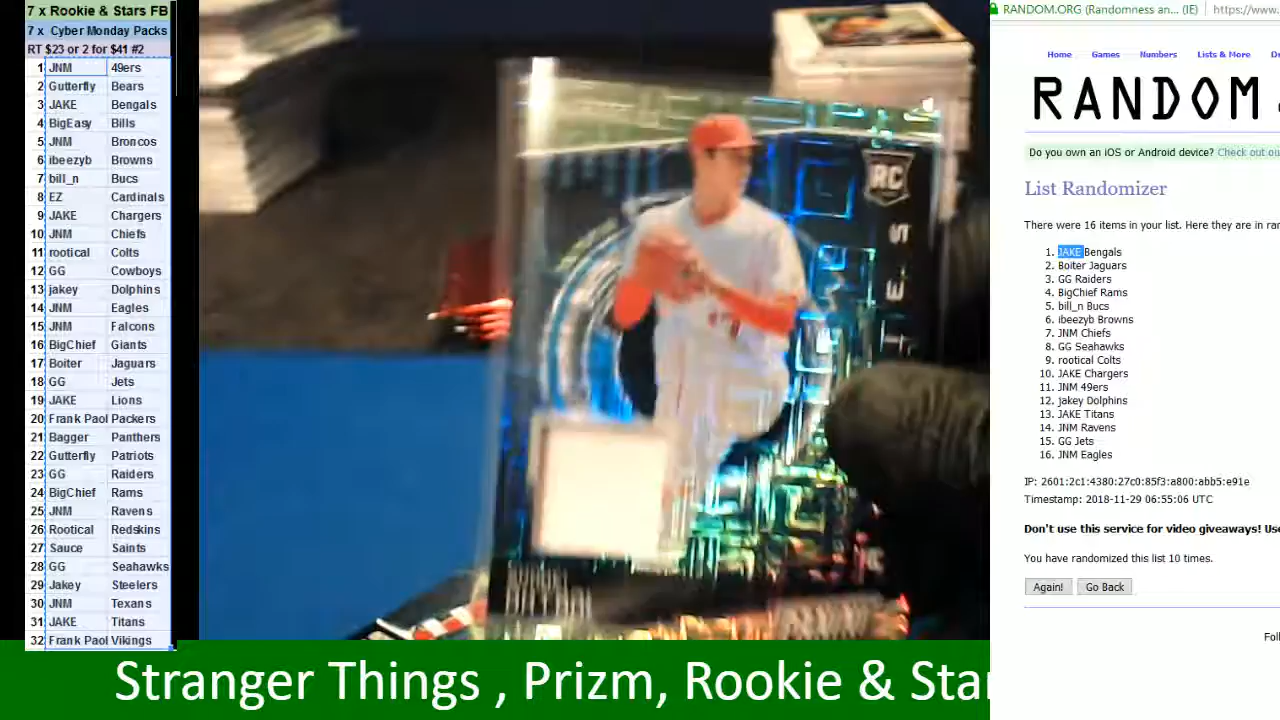 7 x Rookie & Stars FB
7 x Cyber Monday Packs
RT $23 or 2 for $41 #2
1 JNM 49ers
2 Gutterfly Bears
3 JAKE Bengals
4 BigEasy Bills
5 JNM Broncos
6 ibeezyb Browns
7 bill_n Bucs
8 EZ Cardinals
9 JAKE Chargers
10 JNM Chiefs
11 rootical Colts
12 GG Cowboys
13 jakey Dolphins
14 JNM Eagles
15 JNM Falcons
16 BigChief Giants
17 Boiter Jaguars
18 GG Jets
19 JAKE Lions
20 Frank Paol Packers
21 Bagger Panthers
22 Gutterfly Patriots
23 GG Raiders
24 BigChief Rams
25 JNM Ravens
26 Rootical Redskins
27 Sauce Saints
28 GG Seahawks
29 Jakey Steelers
30 JNM Texans
31 JAKE Titans
32 Frank Paol Vikings
RC
RANDOM.ORG (Randomness an... (IE) https://www.
Home Games Numbers Lists & More
RANDOM
Do you own an iOS or Android device? Check out ou
List Randomizer
There were 16 items in your list. Here they are in ran
1. JAKE Bengals
2. Boiter Jaguars
3. GG Raiders
4. BigChief Rams
5. bill_n Bucs
6. ibeezyb Browns
7. JNM Chiefs
8. GG Seahawks
9. rootical Colts
10. JAKE Chargers
11. JNM 49ers
12. jakey Dolphins
13. JAKE Titans
14. JNM Ravens
15. GG Jets
16. JNM Eagles
IP: 2601:2c1:4380:27c0:85f3:a800:abb5:e91e
Timestamp: 2018-11-29 06:55:06 UTC
Don't use this service for video giveaways! Use
You have randomized this list 10 times.
Again! Go Back
Stranger Things , Prizm, Rookie & Star